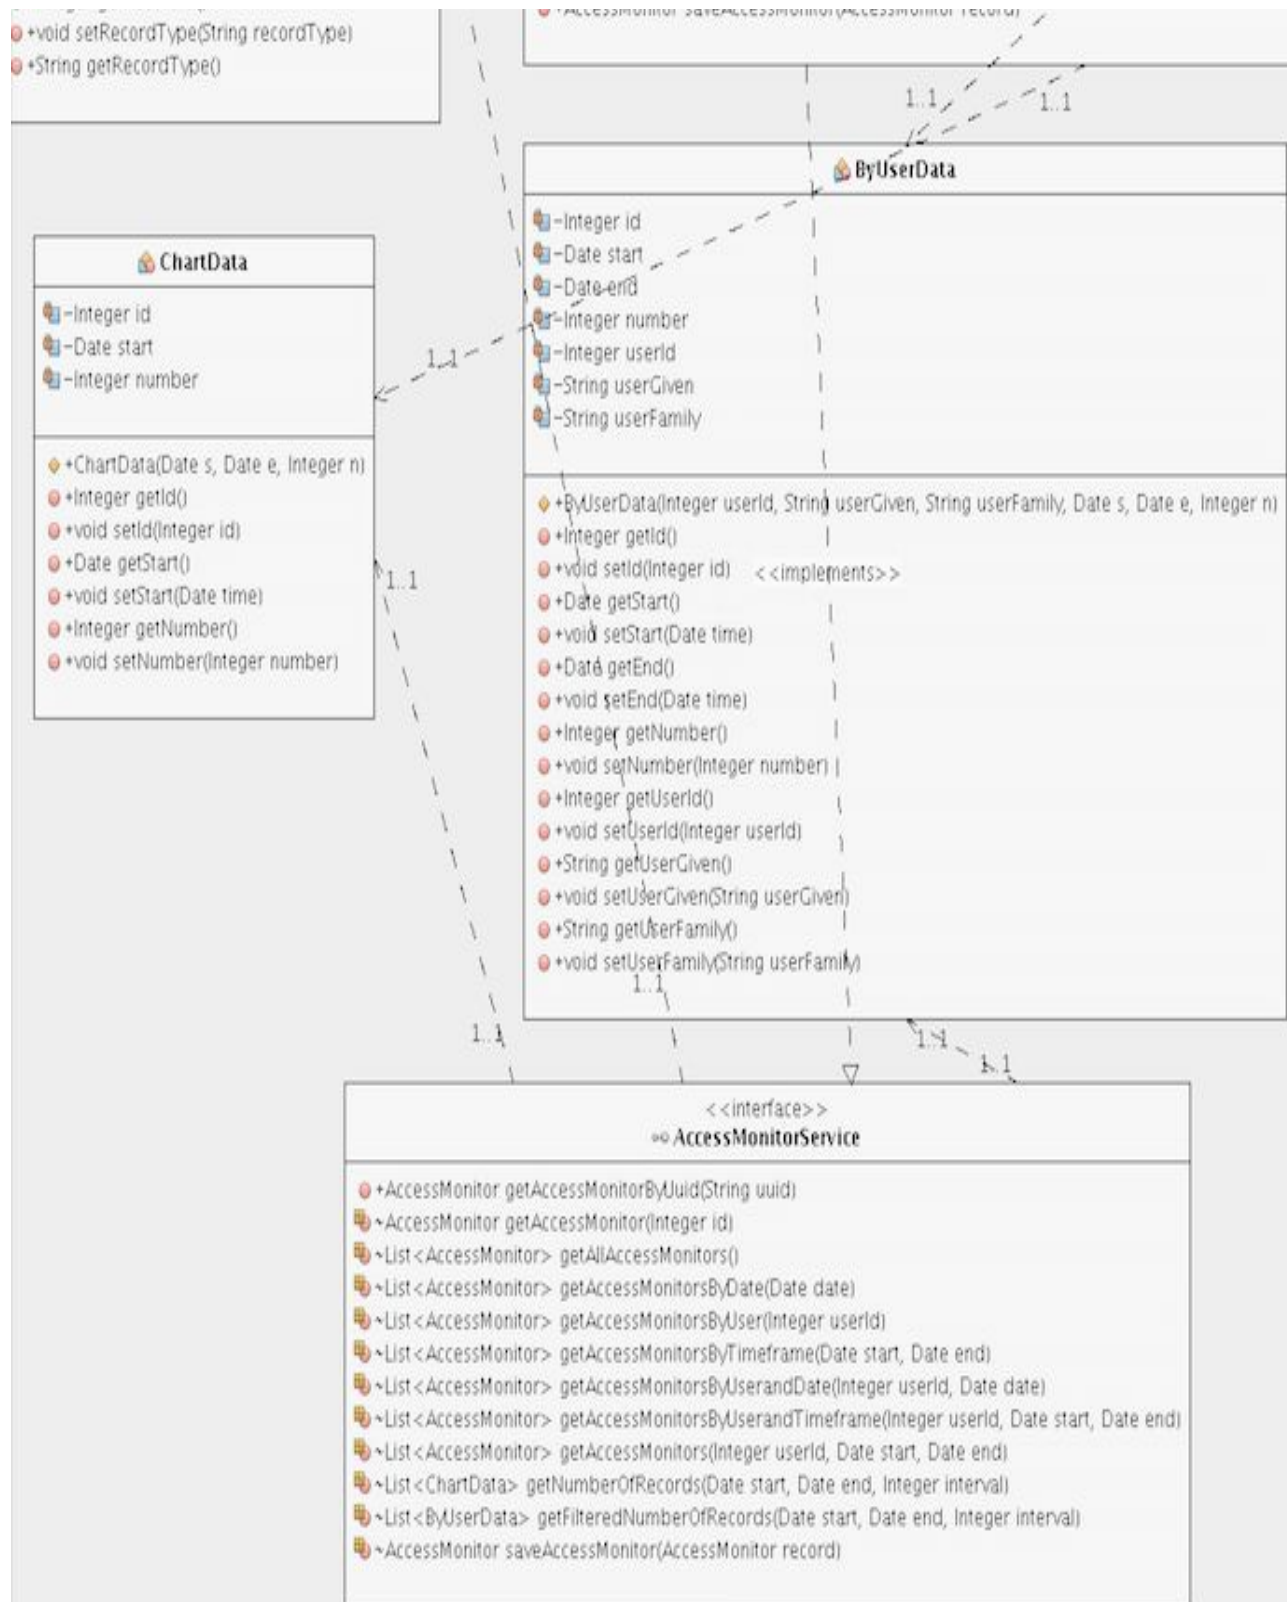 +void setRecordType(String recordType)
+String getRecordType()
+AccessMonitor saveAccessMonitor(AccessMonitor record)
1..1
1..1
ByUserData
-Integer id
-Date start
-Date end
-Integer number
-Integer userId
-String userGiven
-String userFamily
+ByUserData(Integer userId, String userGiven, String userFamily, Date s, Date e, Integer n)
+Integer getId()
+void setId(Integer id)
<<implements>>
+Date getStart()
+void setStart(Date time)
+Date getEnd()
+void setEnd(Date time)
+Integer getNumber()
+void setNumber(Integer number)
+Integer getUserId()
+void setUserId(Integer userId)
+String getUserGiven()
+void setUserGiven(String userGiven)
+String getUserFamily()
+void setUserFamily(String userFamily)
ChartData
-Integer id
-Date start
-Integer number
1..1
+ChartData(Date s, Date e, Integer n)
+Integer getId()
+void setId(Integer id)
+Date getStart()
+void setStart(Date time)
+Integer getNumber()
+void setNumber(Integer number)
1..1
1..1
1..1
1..1
1..1
<<interface>>
AccessMonitorService
+AccessMonitor getAccessMonitorByUuid(String uuid)
~AccessMonitor getAccessMonitor(Integer id)
~List<AccessMonitor> getAllAccessMonitors()
~List<AccessMonitor> getAccessMonitorsByDate(Date date)
~List<AccessMonitor> getAccessMonitorsByUser(Integer userId)
~List<AccessMonitor> getAccessMonitorsByTimeframe(Date start, Date end)
~List<AccessMonitor> getAccessMonitorsByUserandDate(Integer userId, Date date)
~List<AccessMonitor> getAccessMonitorsByUserandTimeframe(Integer userId, Date start, Date end)
~List<AccessMonitor> getAccessMonitors(Integer userId, Date start, Date end)
~List<ChartData> getNumberOfRecords(Date start, Date end, Integer interval)
~List<ByUserData> getFilteredNumberOfRecords(Date start, Date end, Integer interval)
~AccessMonitor saveAccessMonitor(AccessMonitor record)